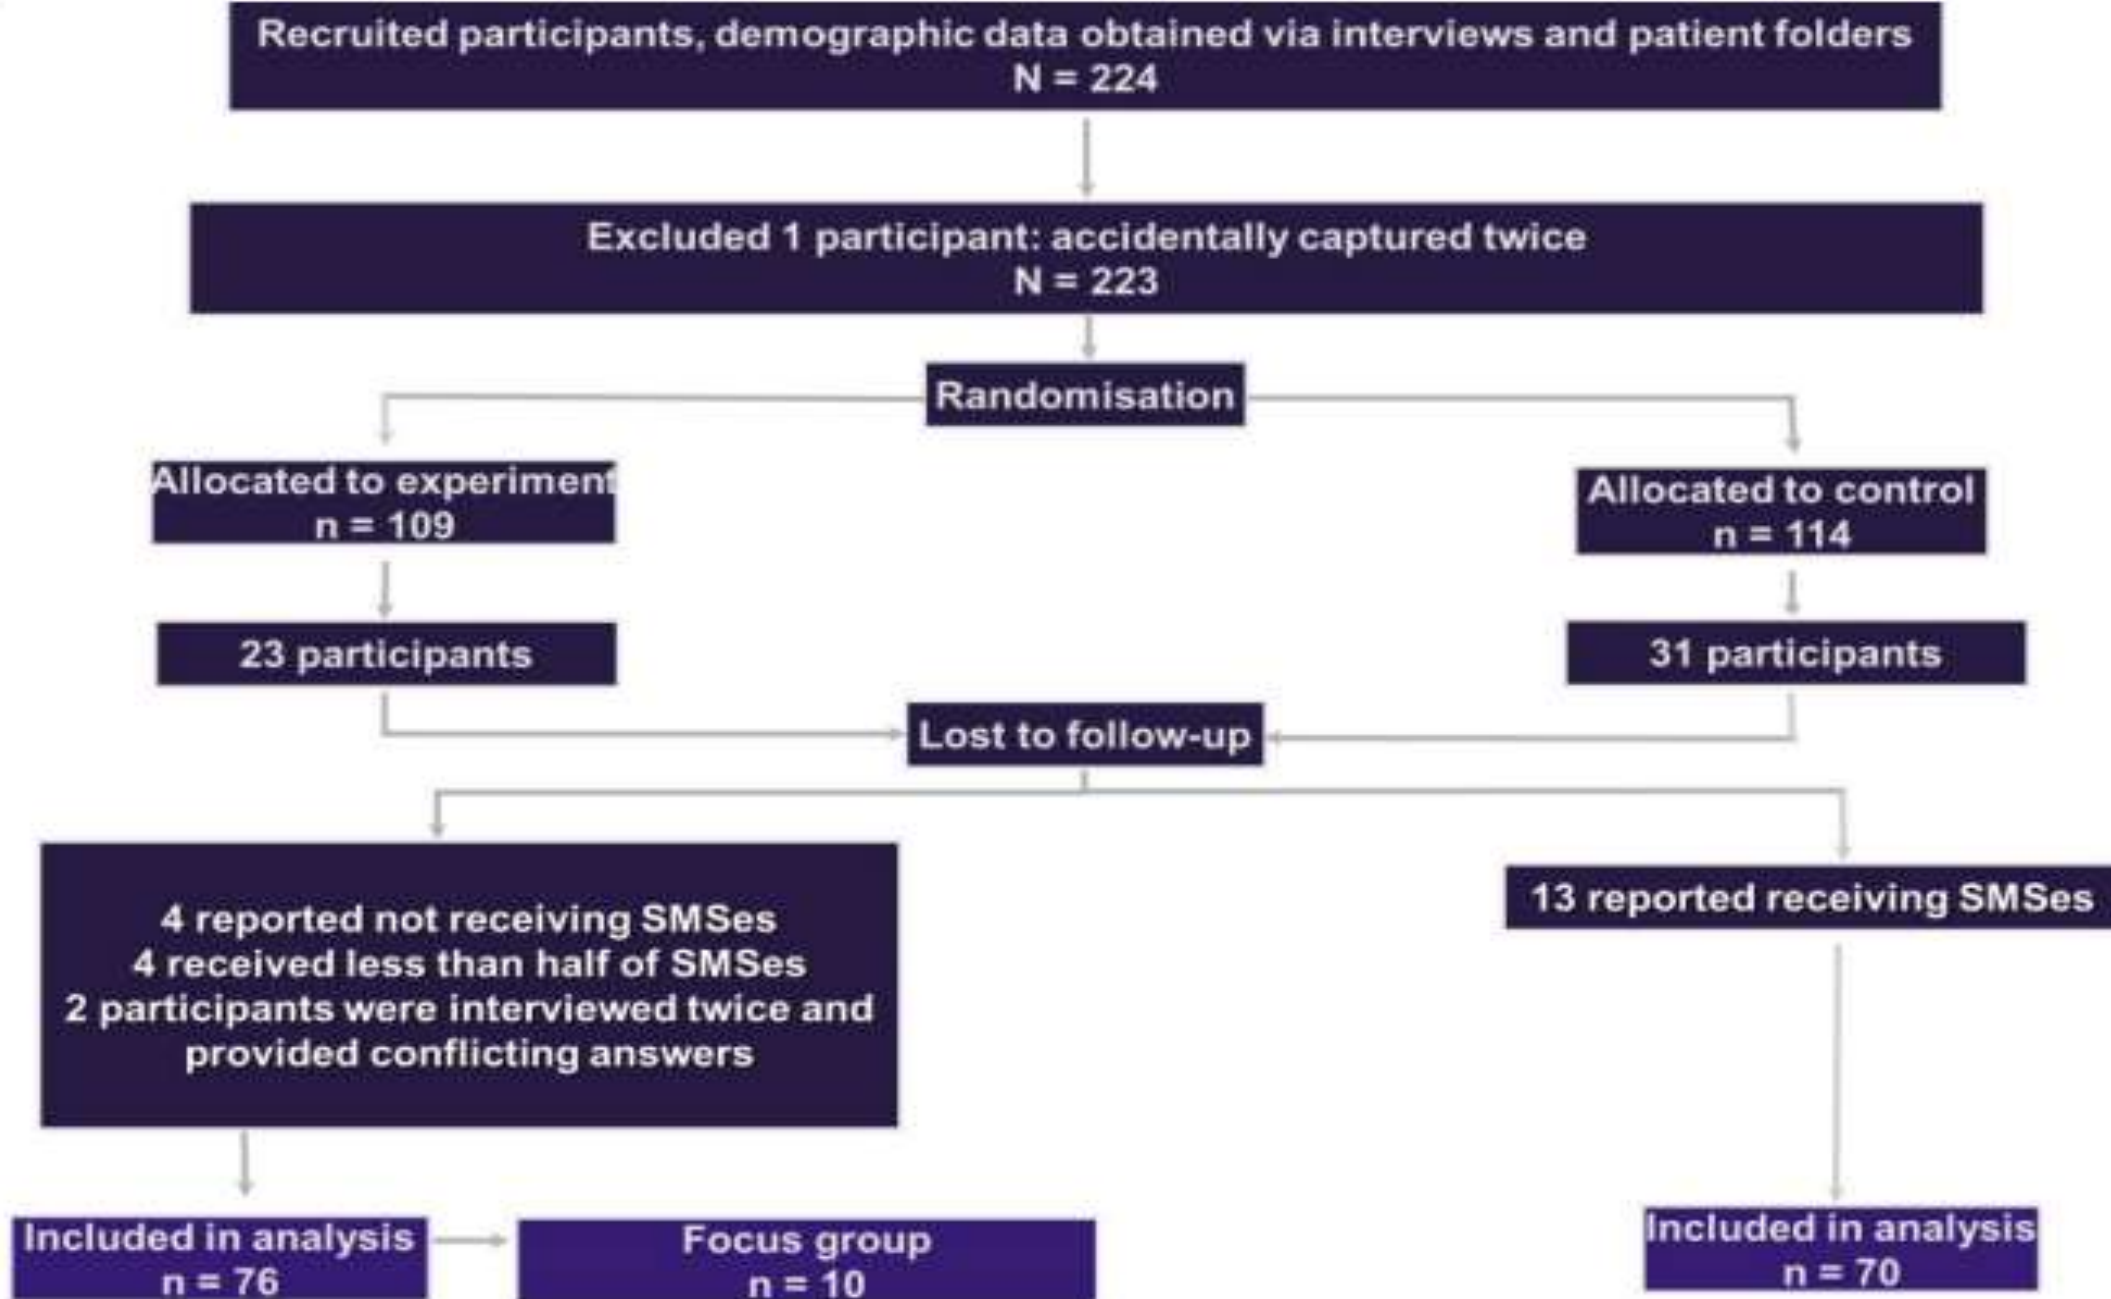 Recruited participants, demographic data obtained via interviews and patient folders
N = 224
Excluded 1 participant: accidentally captured twice
N = 223
Randomisation
Allocated to experiment
n = 109
Allocated to control
n = 114
23 participants
31 participants
Lost to follow-up
4 reported not receiving SMSes
4 received less than half of SMSes
2 participants were interviewed twice and
provided conflicting answers
13 reported receiving SMSes
Included in analysis
n = 76
Focus group
n = 10
Included in analysis
n = 70